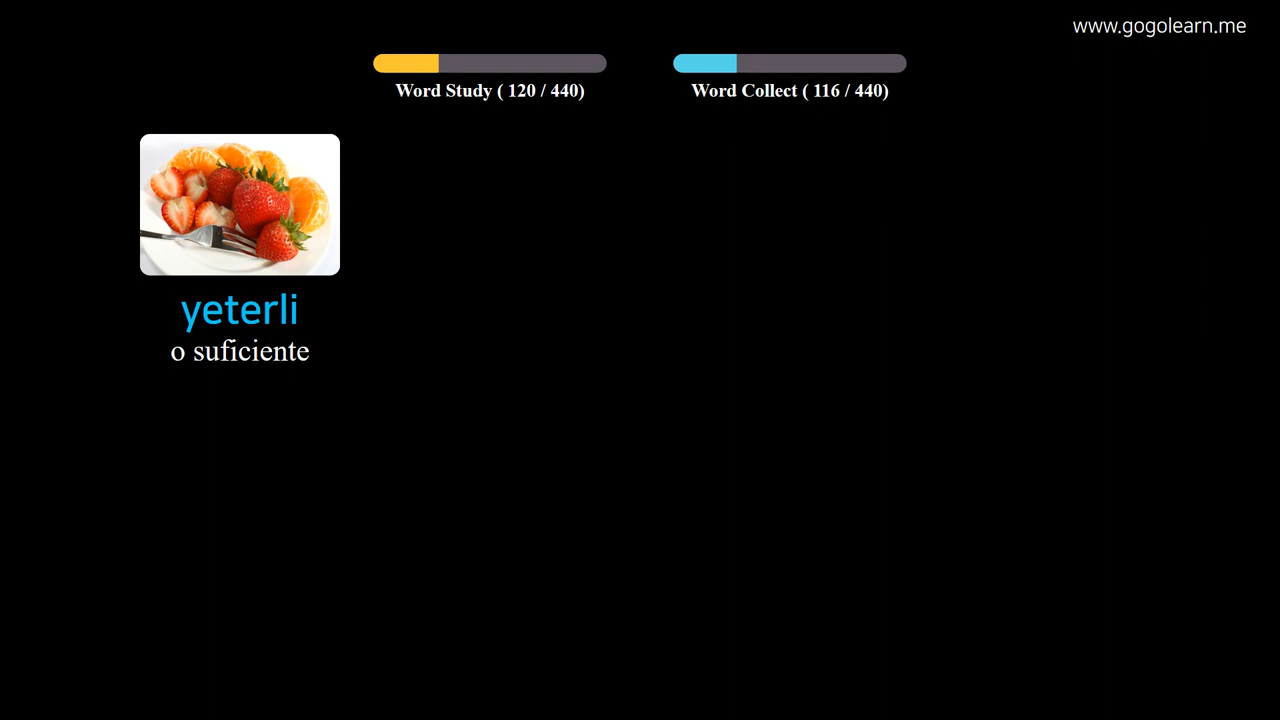 www.gogolearn.me
Word Study ( 120 / 440)
Word Collect ( 116 / 440)
yeterli
o suficiente